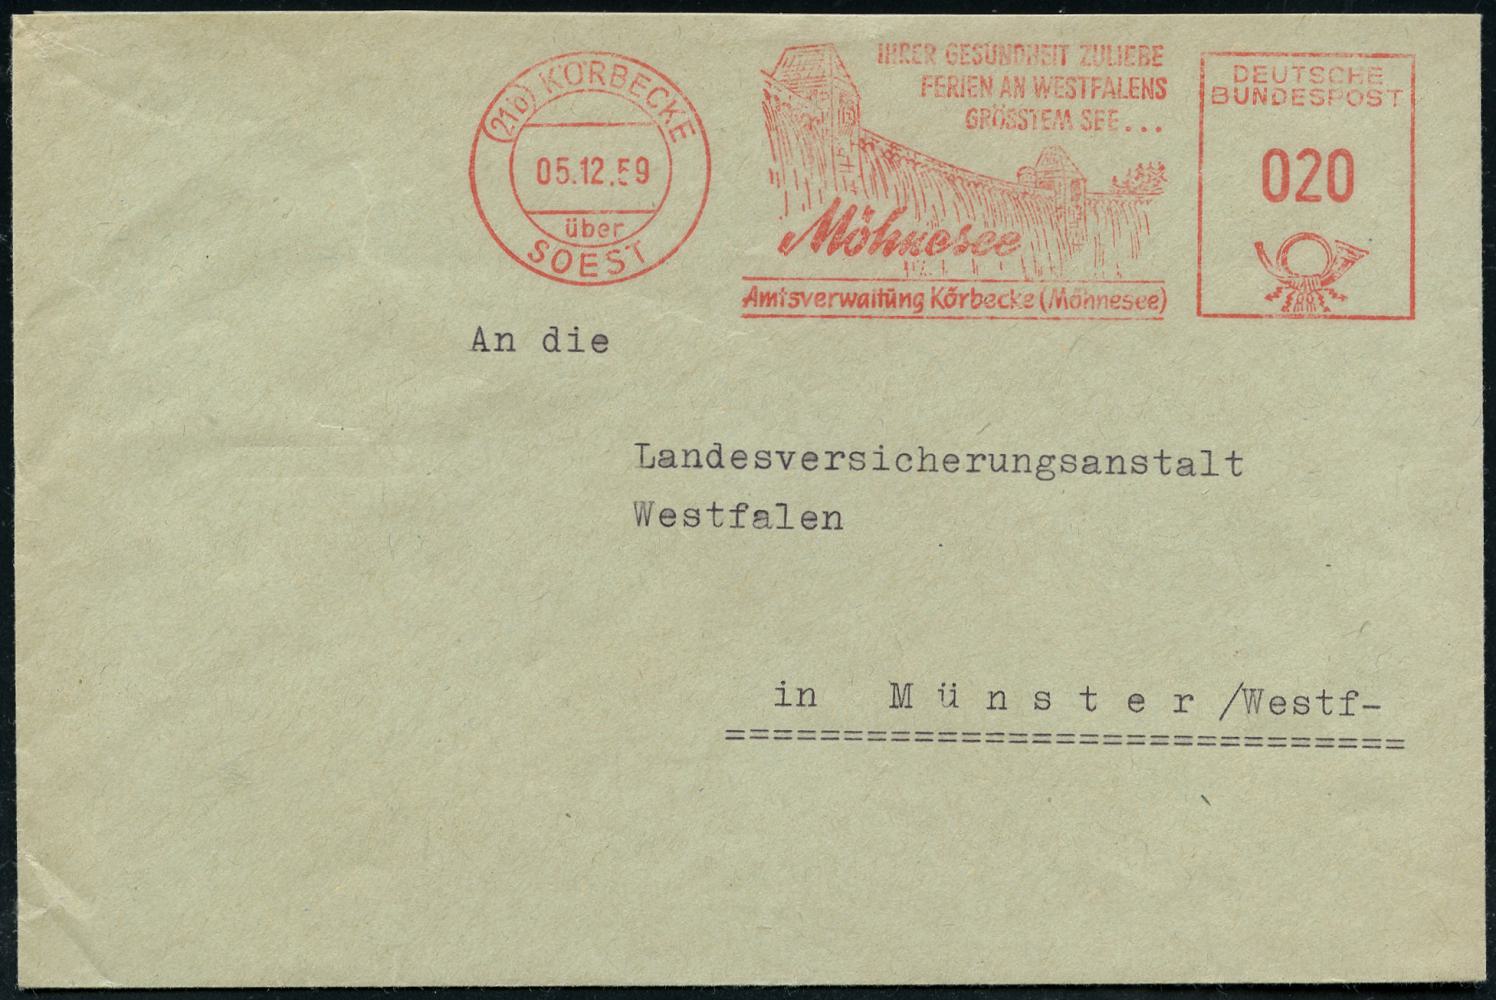 (21b) KÖRBECKE
05.12.59
über
SOEST
IHRER GESUNDHEIT ZULIEBE
FERIEN AN WESTFALENS
GRÖSSTEM SEE...
Möhnesee
Amtsverwaltung Körbecke (Möhnesee)
DEUTSCHE
BUNDESPOST
020
An die
Landesversicherungsanstalt
Westfalen
in M ü n s t e r /Westf-
=============================